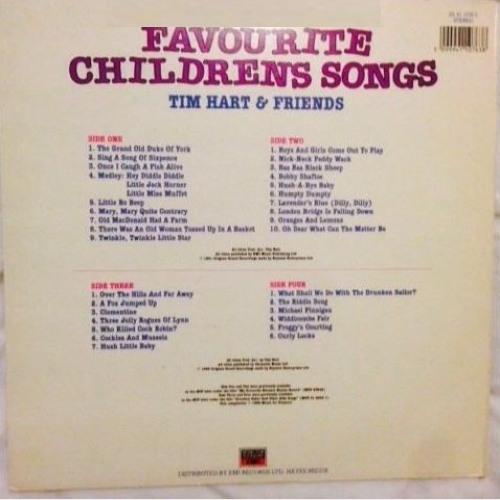 FAVOURITE
CHILDRENS SONGS
TIM HART & FRIENDS
SIDE ONE
1. The Grand Old Duke Of York
2. Sing A Song Of Sixpence
3. Once I Caugh A Fish Alive
4. Medley: Hey Diddle Diddle
Little Jack Horner
Little Miss Muffet
5. Little Bo Beep
6. Mary, Mary Quite Contrary
7. Old MacDonald Had A Farm
8. There Was An Old Woman Tossed Up In A Basket
9. Twinkle, Twinkle Little Star
SIDE TWO
1. Boys And Girls Come Out To Play
2. Nick-Nack Paddy Wack
3. Baa Baa Black Sheep
4. Bobby Shaftoe
5. Hush-A-Bye Baby
6. Humpty Dumpty
7. Lavender's Blue (Dilly, Dilly)
8. London Bridge Is Falling Down
9. Oranges And Lemons
10. Oh Dear What Can The Matter Be
SIDE THREE
1. Over The Hills And Far Away
2. A Fox Jumped Up
3. Clementine
4. Three Jolly Rogues Of Lynn
5. Who Killed Cock Robin?
6. Cockles And Mussels
7. Hush Little Baby
SIDE FOUR
1. What Shall We Do With The Drunken Sailor?
2. The Riddle Song
3. Michael Finnigan
4. Widdicombe Fair
5. Froggy's Courting
6. Curly Locks
DISTRIBUTED BY EMI RECORDS LTD. HAYES